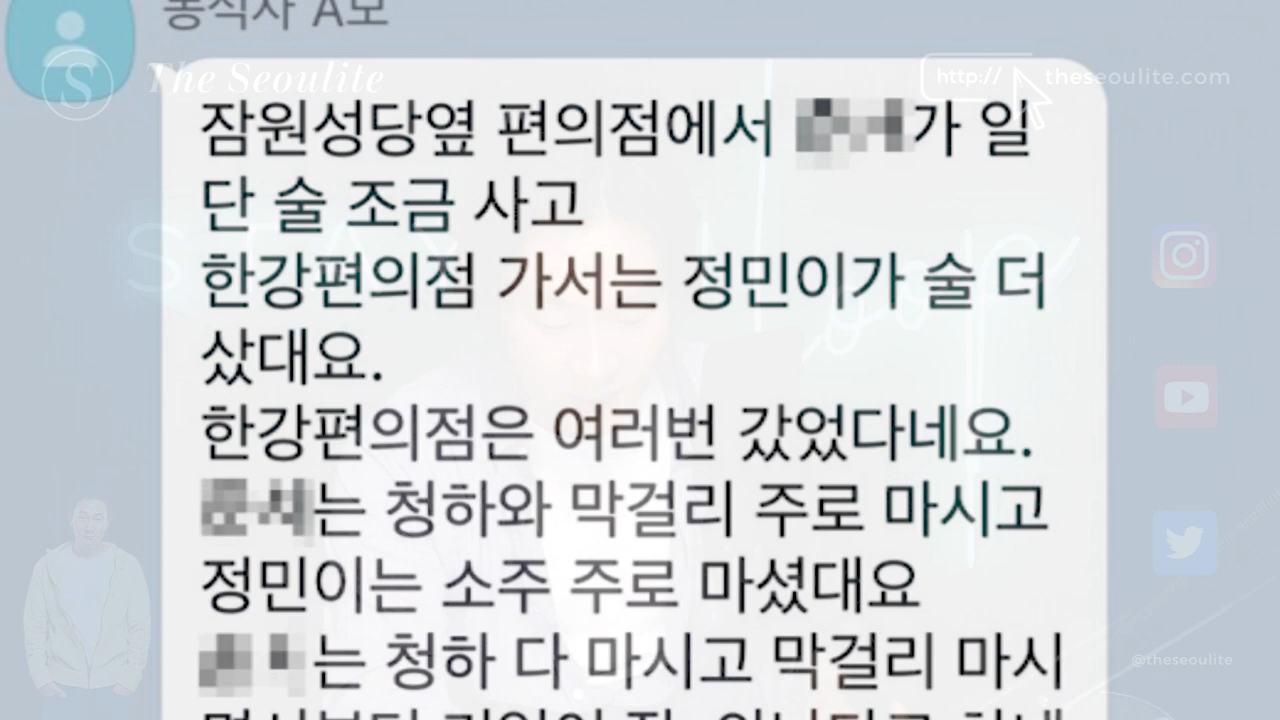 동석자 A모
The Seoulite
http:// theseoulite.com
잠원성당옆 편의점에서 가 일
단 술 조금 사고
한강편의점 가서는 정민이가 술 더
샀대요.
한강편의점은 여러번 갔었다네요.
는 청하와 막걸리 주로 마시고
정민이는 소주 주로 마셨대요
는 청하 다 마시고 막걸리 마시
@theseoulite